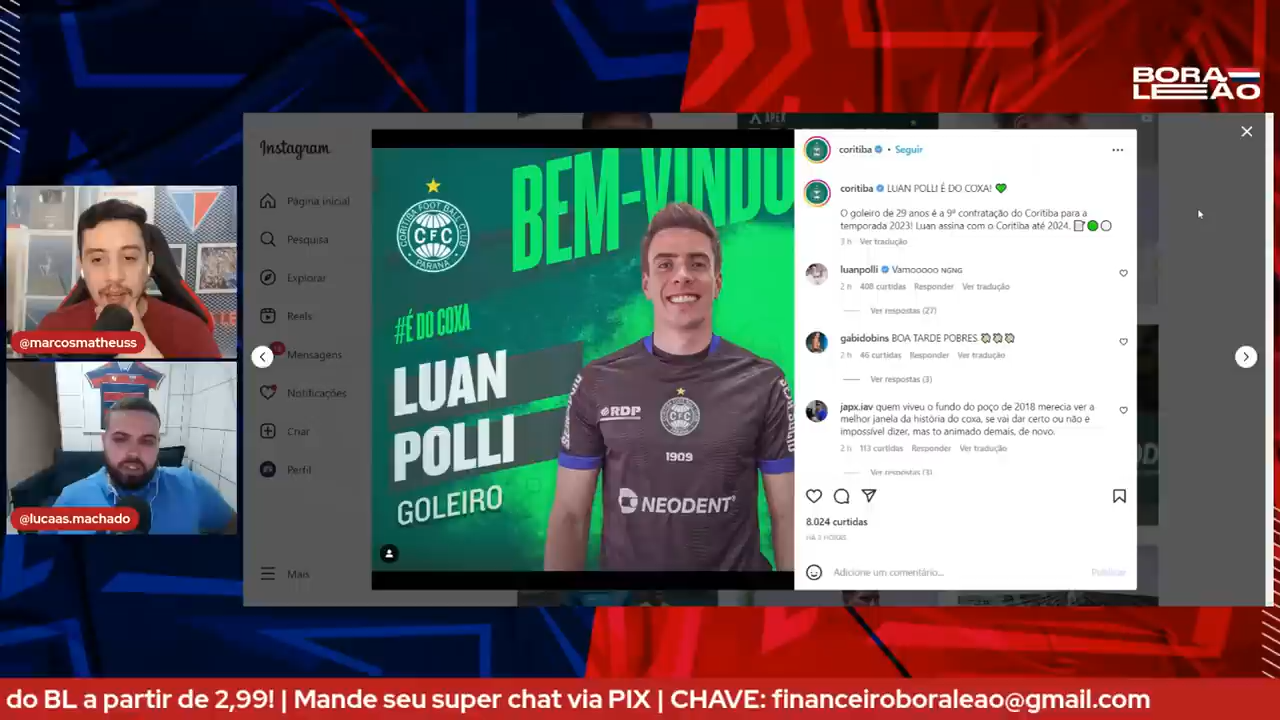 BORA
LEÃO
Instagram
Página inicial
Pesquisa
Explorar
Reels
Mensagens
Notificações
Criar
Perfil
Mais
@marcosmatheuss
@lucaas.machado
BEM-VINDO
CORITIBA FOOT BALL CLUB
CFC
PARANÁ
#É DO COXA
LUAN
POLLI
GOLEIRO
RDP
1909
NEODENT
coritiba • Seguir
coritiba LUAN POLLI É DO COXA! 💚
O goleiro de 29 anos é a 9ª contratação do Coritiba para a
temporada 2023! Luan assina com o Coritiba até 2024. 📝🟢⚪
3 h Ver tradução
luanpolli Vamooooo NGNG
2 h 408 curtidas Responder Ver tradução
Ver respostas (27)
gabidobins BOA TARDE POBRES 💸💸💸
2 h 46 curtidas Responder Ver tradução
Ver respostas (3)
japx.iav quem viveu o fundo do poço de 2018 merecia ver a
melhor janela da história do coxa, se vai dar certo ou não é
impossível dizer, mas to animado demais, de novo.
2 h 113 curtidas Responder Ver tradução
Ver respostas (3)
8.024 curtidas
HÁ 3 HORAS
Adicione um comentário...
Publicar
do BL a partir de 2,99! | Mande seu super chat via PIX | CHAVE: financeiroboraleao@gmail.com